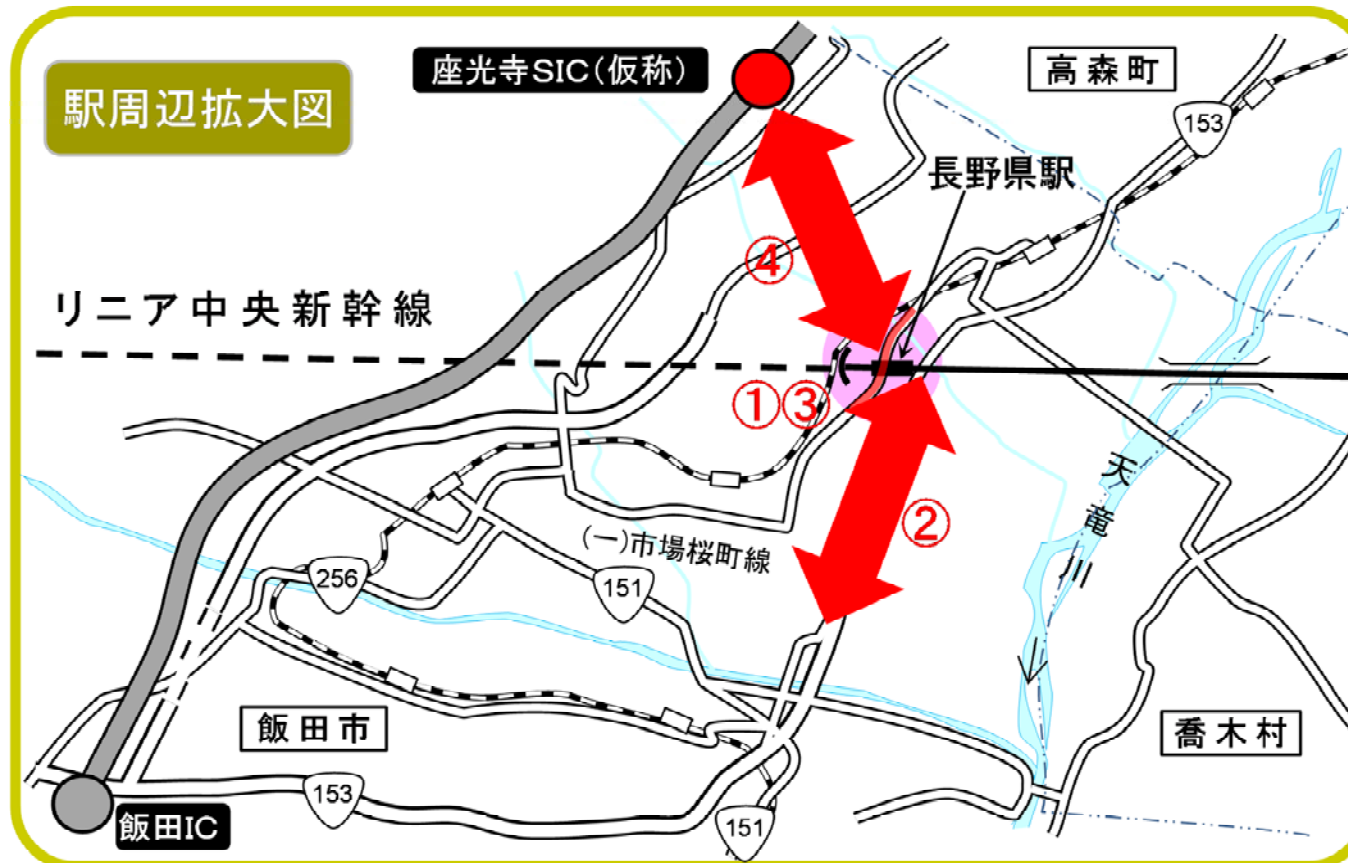 駅周辺拡大図
座光寺SIC(仮称)
高森町
153
長野県駅
④
リニア中央新幹線
①③
②
天竜川
(一)市場桜町線
256
151
飯田市
喬木村
153
151
飯田IC